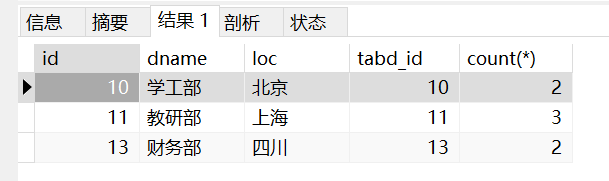 信息 摘要 结果 1 剖析 状态
id dname loc tabd_id count(*)
10 学工部 北京 10 2
11 教研部 上海 11 3
13 财务部 四川 13 2